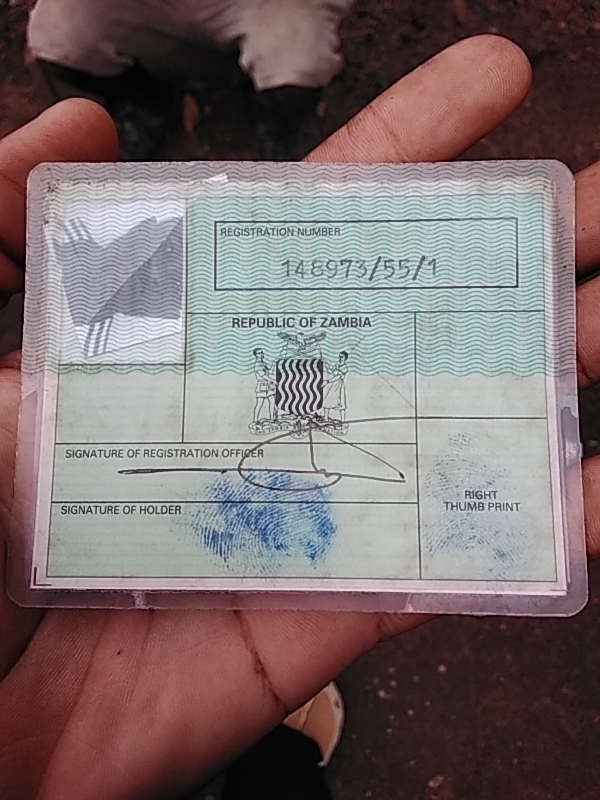 REGISTRATION NUMBER
148973/55/1
REPUBLIC OF ZAMBIA
SIGNATURE OF REGISTRATION OFFICER
SIGNATURE OF HOLDER
RIGHT
THUMB PRINT